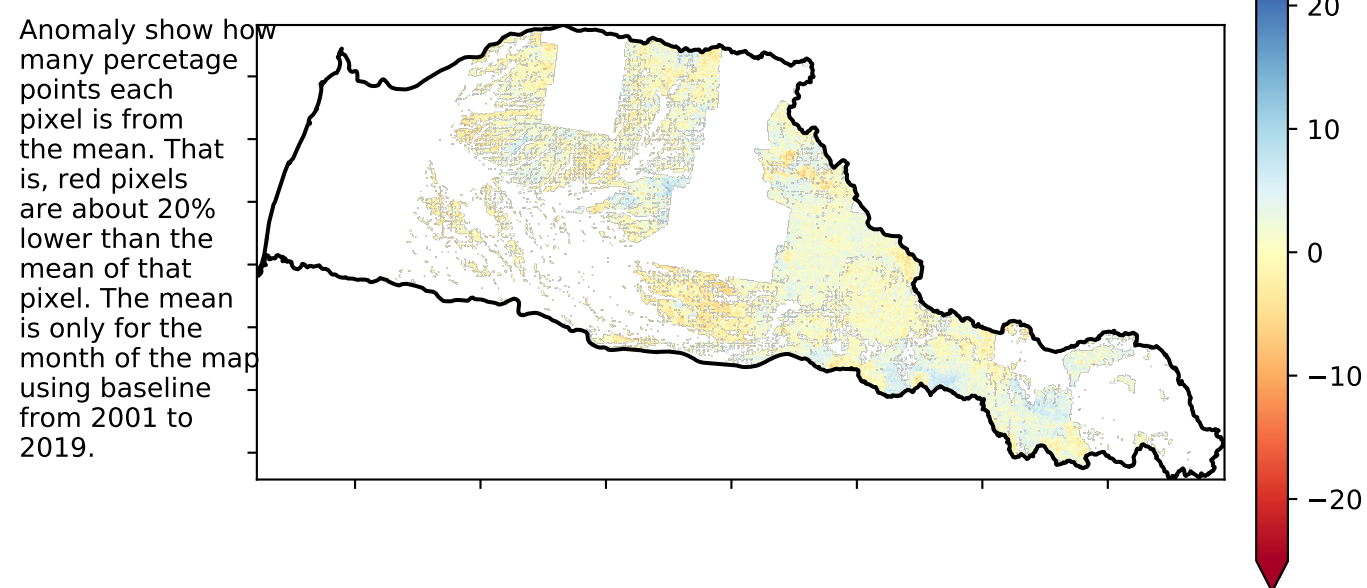 Anomaly show how
many percetage
points each
pixel is from
the mean. That
is, red pixels
are about 20%
lower than the
mean of that
pixel. The mean
is only for the
month of the map
using baseline
from 2001 to
2019.
20
10
0
−10
−20